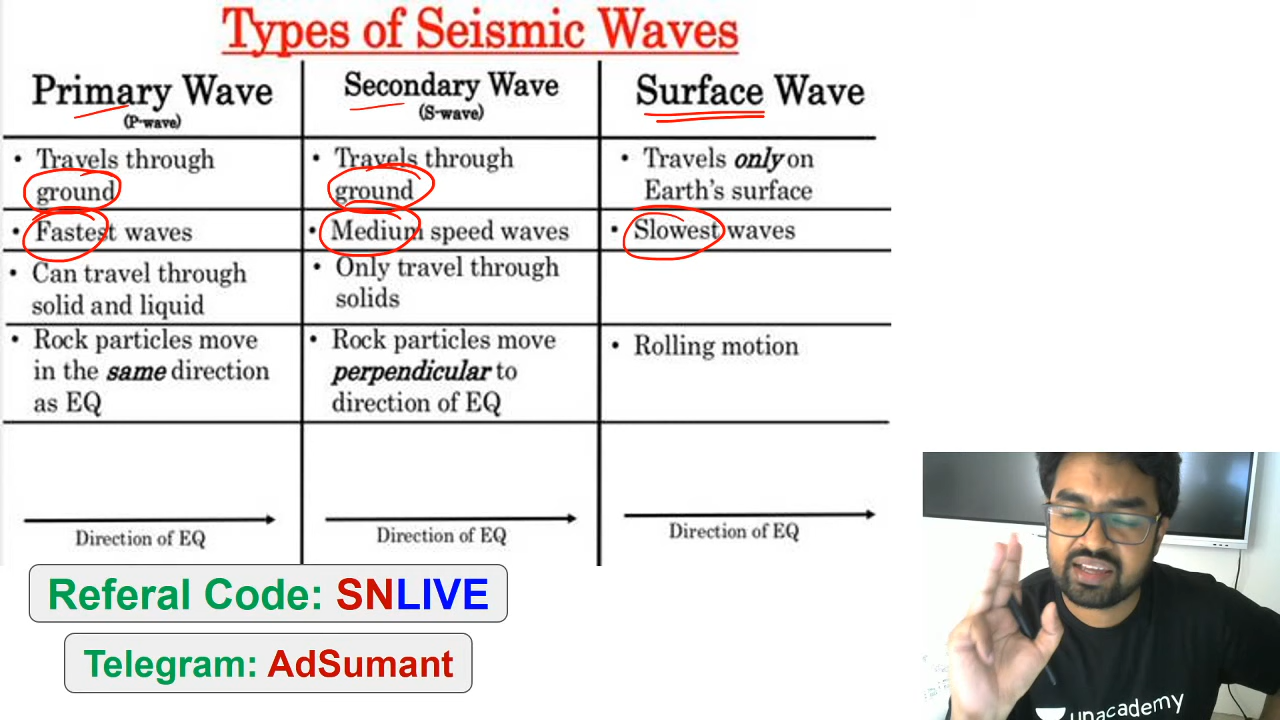 Types of Seismic Waves
Primary Wave
(P-wave)
• Travels through
ground
• Fastest waves
• Can travel through
solid and liquid
• Rock particles move
in the same direction
as EQ
Direction of EQ
Secondary Wave
(S-wave)
• Travels through
ground
• Medium speed waves
• Only travel through
solids
• Rock particles move
perpendicular to
direction of EQ
Direction of EQ
Surface Wave
• Travels only on
Earth's surface
• Slowest waves
• Rolling motion
Direction of EQ
Referal Code: SNLIVE
Telegram: AdSumant
unacademy